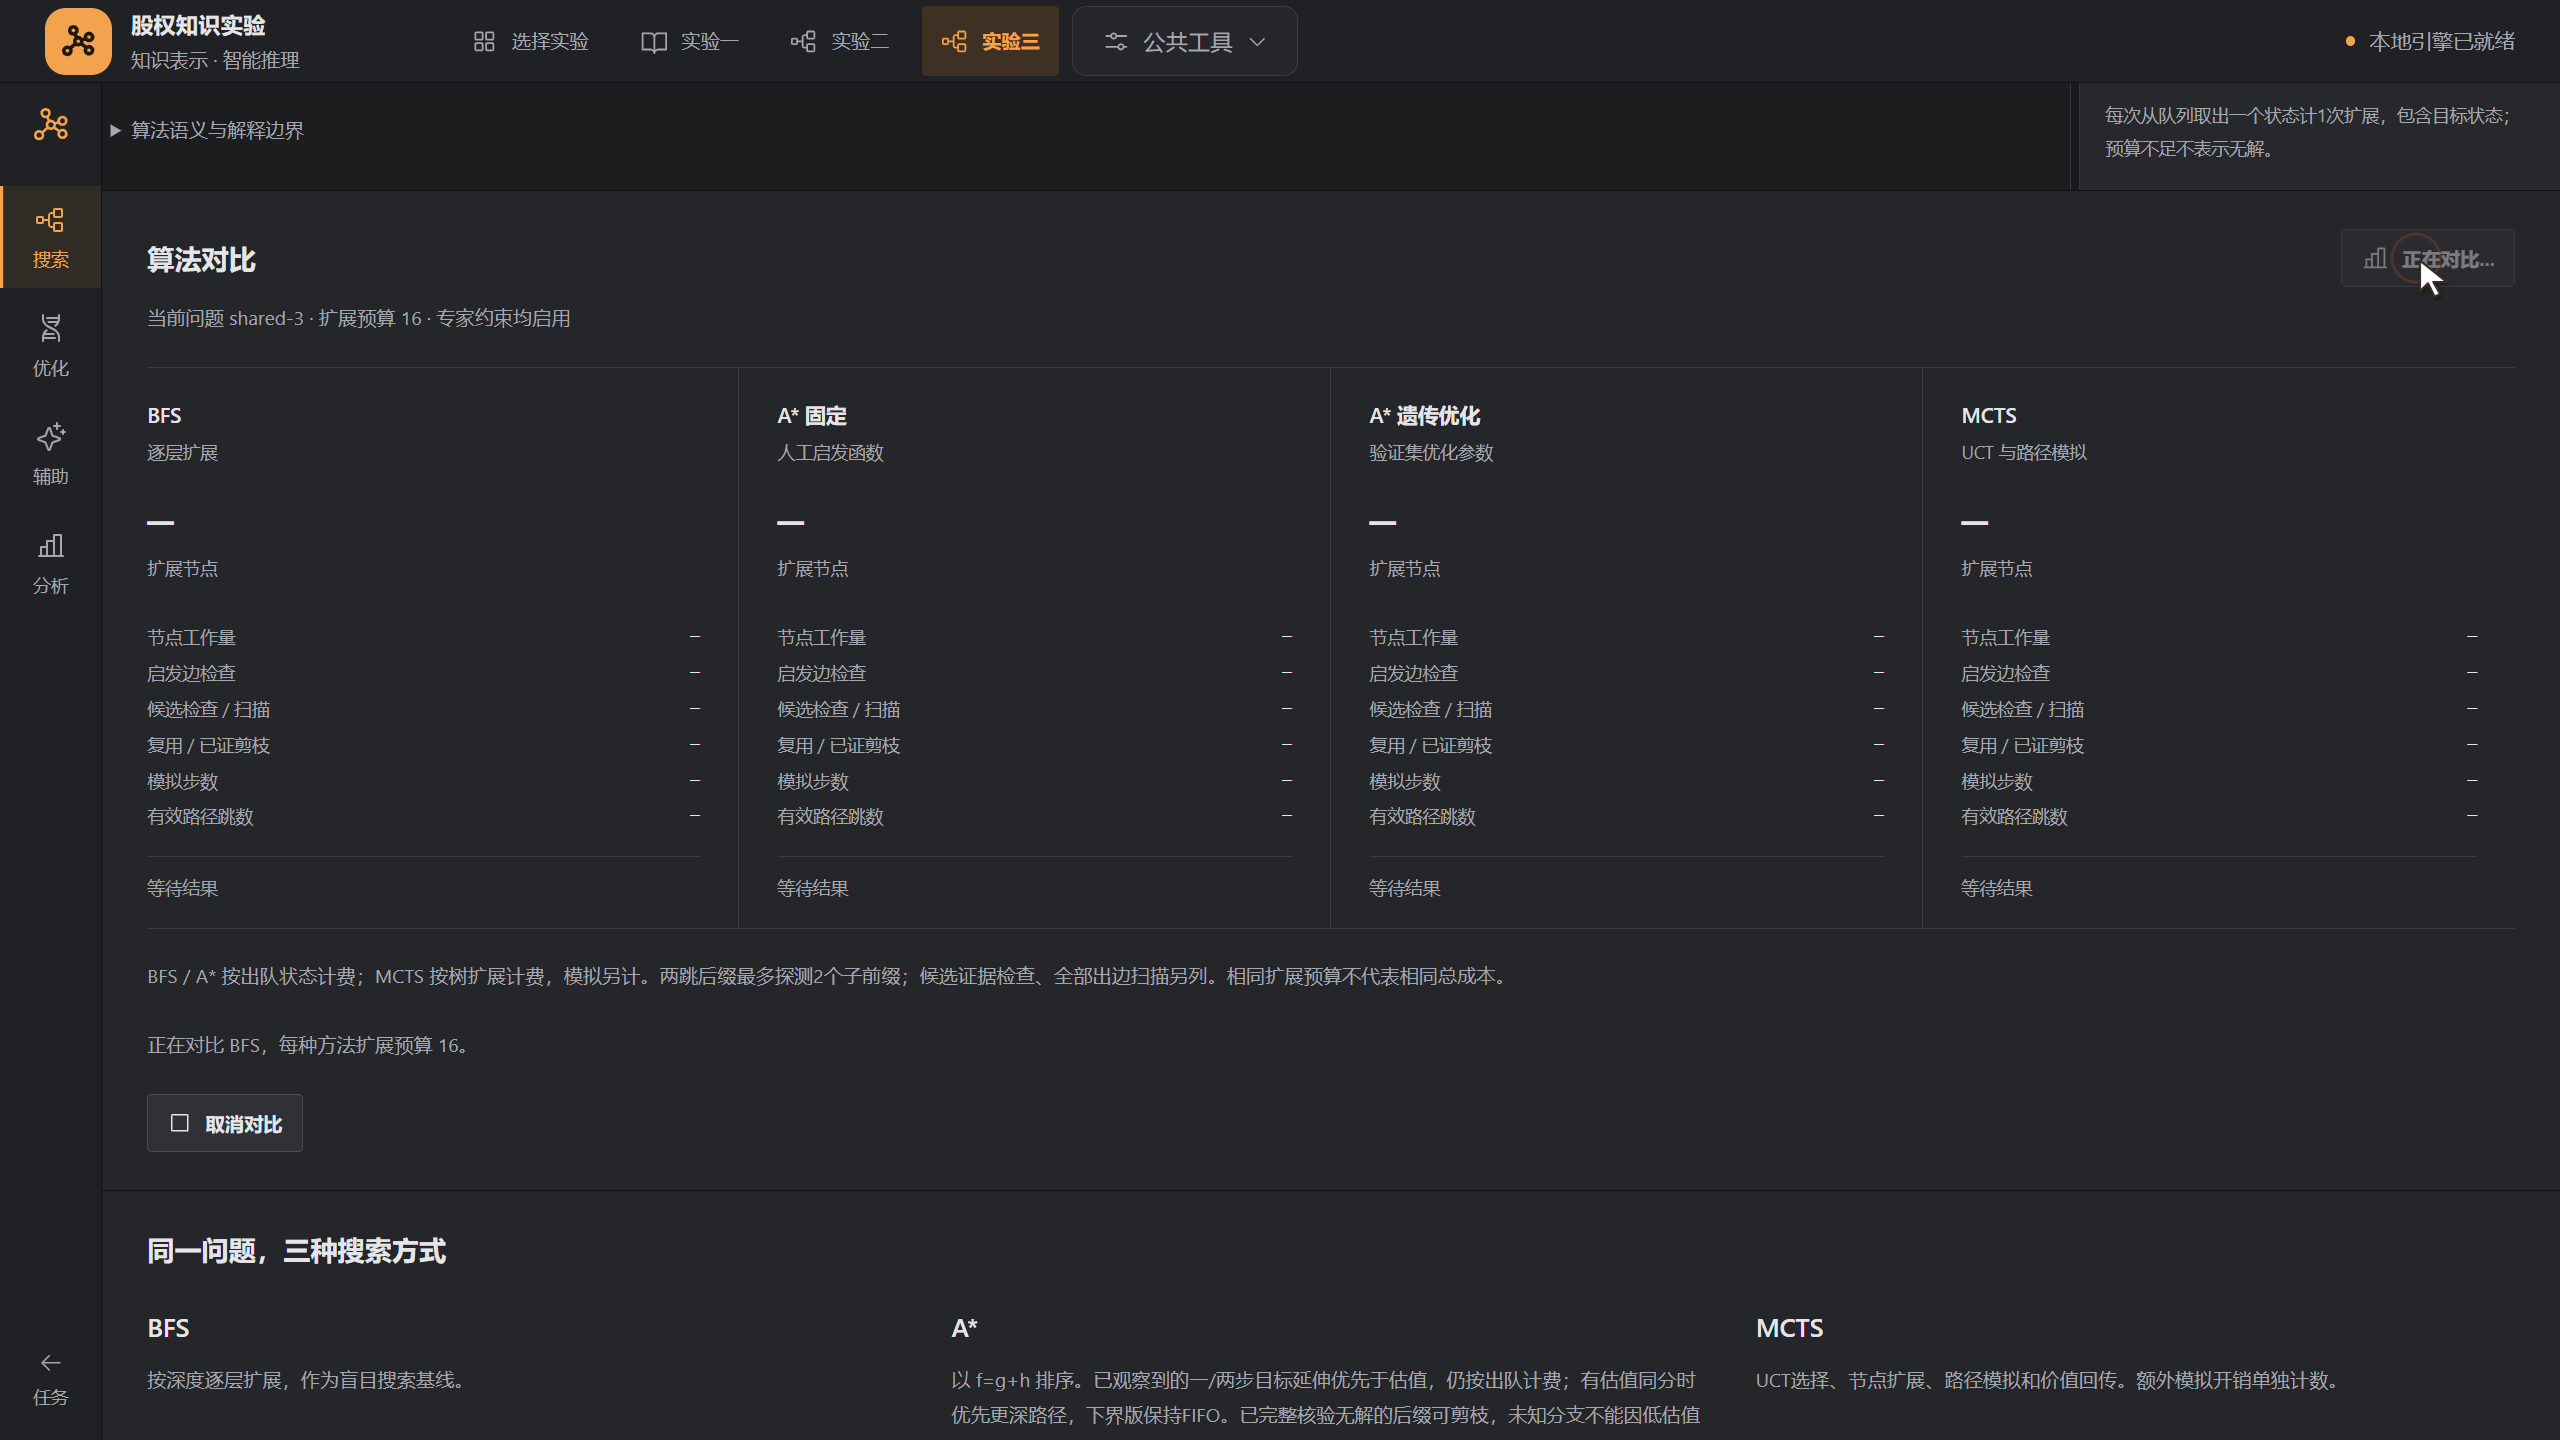 股权知识实验
知识表示 · 智能推理
选择实验
实验一
实验二
实验三
公共工具
本地引擎已就绪
搜索
优化
辅助
分析
任务
算法语义与解释边界
每次从队列取出一个状态计1次扩展，包含目标状态；
预算不足不表示无解。
算法对比
正在对比...
当前问题 shared-3 · 扩展预算 16 · 专家约束均启用
BFS
逐层扩展
—
扩展节点
节点工作量 –
启发边检查 –
候选检查 / 扫描 –
复用 / 已证剪枝 –
模拟步数 –
有效路径跳数 –
等待结果
A* 固定
人工启发函数
—
扩展节点
节点工作量 –
启发边检查 –
候选检查 / 扫描 –
复用 / 已证剪枝 –
模拟步数 –
有效路径跳数 –
等待结果
A* 遗传优化
验证集优化参数
—
扩展节点
节点工作量 –
启发边检查 –
候选检查 / 扫描 –
复用 / 已证剪枝 –
模拟步数 –
有效路径跳数 –
等待结果
MCTS
UCT 与路径模拟
—
扩展节点
节点工作量 –
启发边检查 –
候选检查 / 扫描 –
复用 / 已证剪枝 –
模拟步数 –
有效路径跳数 –
等待结果
BFS / A* 按出队状态计费；MCTS 按树扩展计费，模拟另计。两跳后缀最多探测2个子前缀；候选证据检查、全部出边扫描另列。相同扩展预算不代表相同总成本。
正在对比 BFS，每种方法扩展预算 16。
取消对比
同一问题，三种搜索方式
BFS
按深度逐层扩展，作为盲目搜索基线。
A*
以 f=g+h 排序。已观察到的一/两步目标延伸优先于估值，仍按出队计费；有估值同分时
优先更深路径，下界版保持FIFO。已完整核验无解的后缀可剪枝，未知分支不能因低估值
MCTS
UCT选择、节点扩展、路径模拟和价值回传。额外模拟开销单独计数。